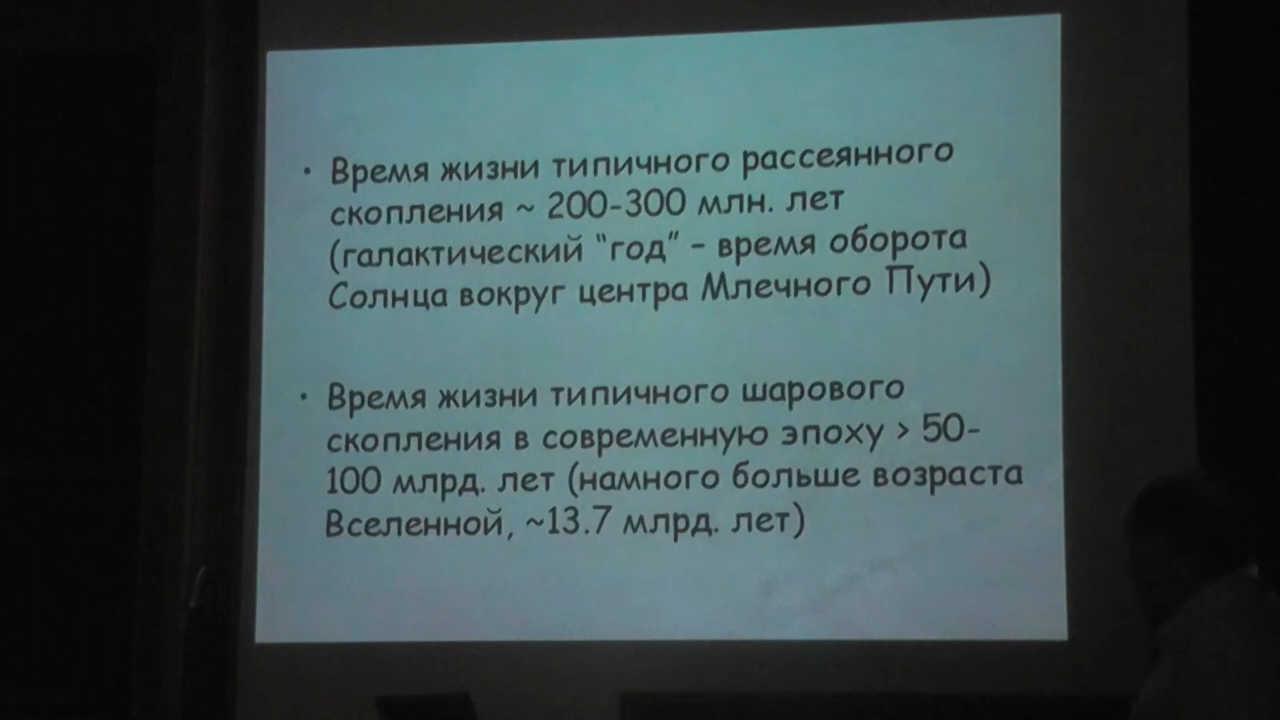 • Время жизни типичного рассеянного
скопления ~ 200-300 млн. лет
(галактический "год" - время оборота
Солнца вокруг центра Млечного Пути)
• Время жизни типичного шарового
скопления в современную эпоху > 50-
100 млрд. лет (намного больше возраста
Вселенной, ~13.7 млрд. лет)